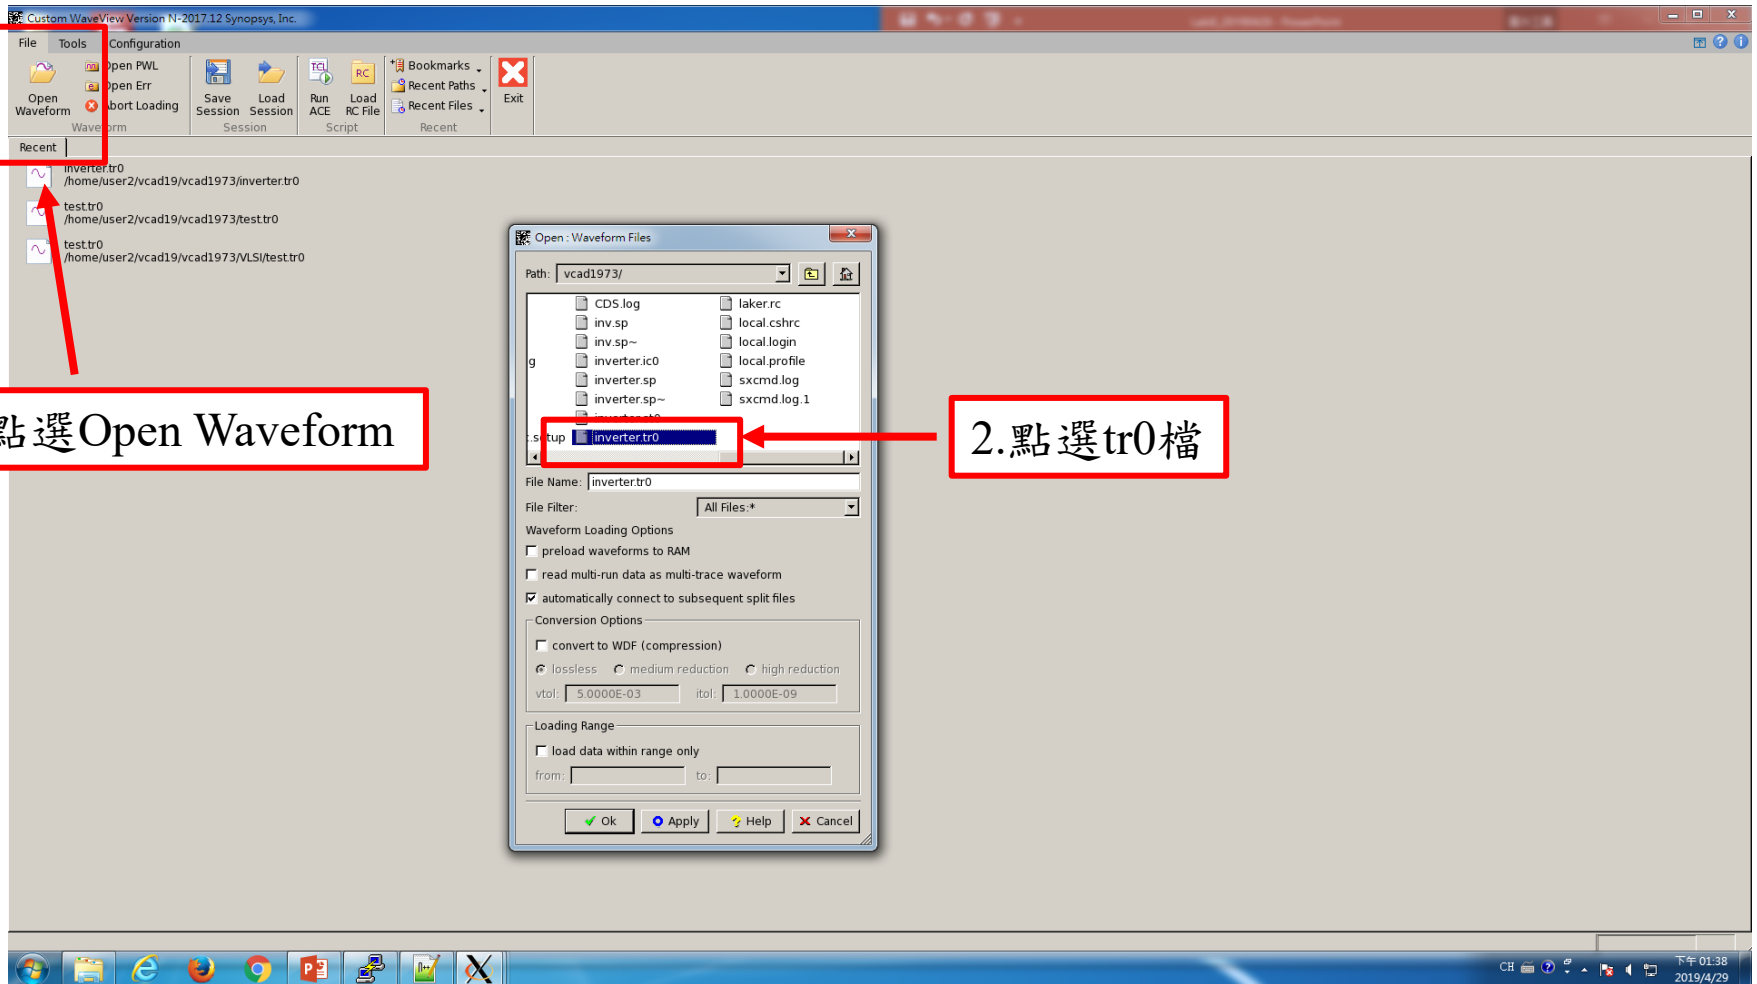 Custom WaveView Version N-2017.12 Synopsys, Inc.
File Tools Configuration
Open Waveform
Open PWL
Open Err
Abort Loading
Waveform
Save Session
Load Session
Session
Run ACE
Load RC File
Script
Bookmarks
Recent Paths
Recent Files
Recent
Exit
Recent
inverter.tr0
/home/user2/vcad19/vcad1973/inverter.tr0
test.tr0
/home/user2/vcad19/vcad1973/test.tr0
test.tr0
/home/user2/vcad19/vcad1973/VLSI/test.tr0
點選Open Waveform
Open : Waveform Files
Path: vcad1973/
CDS.log laker.rc
inv.sp local.cshrc
inv.sp~ local.login
g inverter.ic0 local.profile
inverter.sp sxcmd.log
inverter.sp~ sxcmd.log.1
inverter.tr0
File Name: inverter.tr0
File Filter: All Files:*
Waveform Loading Options
preload waveforms to RAM
read multi-run data as multi-trace waveform
automatically connect to subsequent split files
Conversion Options
convert to WDF (compression)
lossless medium reduction high reduction
vtol: 5.0000E-03 itol: 1.0000E-09
Loading Range
load data within range only
from: to:
Ok Apply Help Cancel
2.點選tr0檔
CH
下午 01:38
2019/4/29